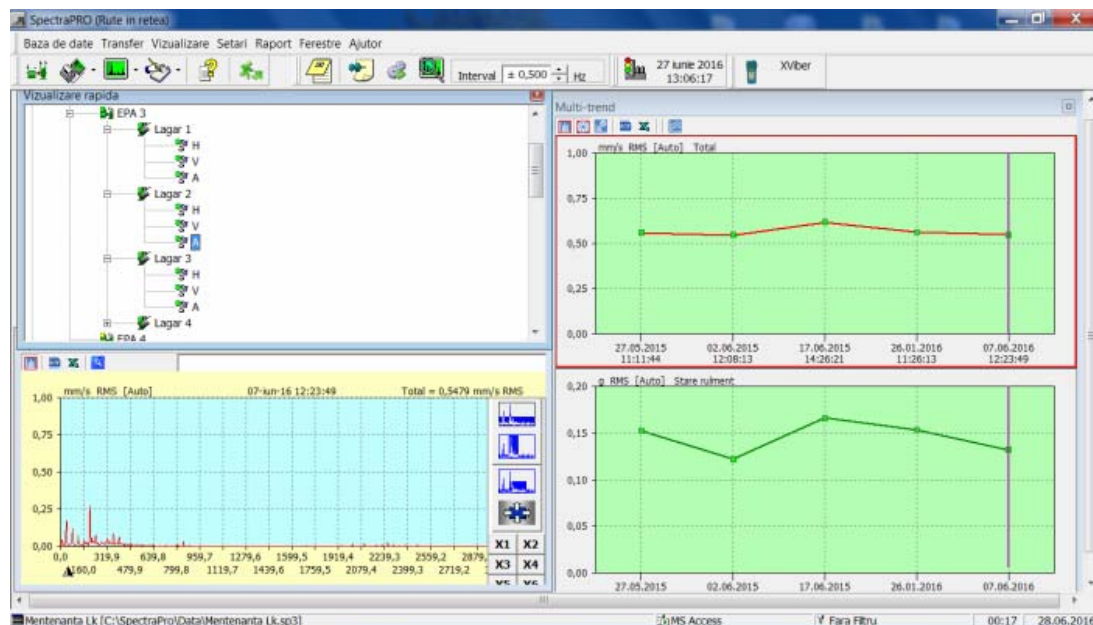 SpectraPRO (Rute in retea)
Baza de date Transfer Vizualizare Setari Raport Ferestre Ajutor
Interval ± 0,500 Hz
27 iunie 2016
13:06:17
XViber
Vizualizare rapida
EPA 3
Lagar 1
H
V
A
Lagar 2
H
V
A
Lagar 3
H
V
A
Lagar 4
EPA 4
mm/s RMS [Auto] 07-iun-16 12:23:49 Total = 0,5479 mm/s RMS
1,00
0,75
0,50
0,25
0,00
0,0 319,9 639,8 959,7 1279,6 1599,5 1919,4 2239,3 2559,2 2879,
160,0 479,9 799,8 1119,7 1439,6 1759,5 2079,4 2399,3 2719,2
X1 X2
X3 X4
X5 X6
Multi-trend
mm/s RMS [Auto] Total
1,00
0,75
0,50
0,25
0,00
27.05.2015 02.06.2015 17.06.2015 26.01.2016 07.06.2016
11:11:44 12:08:13 14:26:21 11:26:13 12:23:49
g RMS [Auto] Stare rulment
0,20
0,15
0,10
0,05
0,00
27.05.2015 02.06.2015 17.06.2015 26.01.2016 07.06.2016
Mentenanta Lk [C:\SpectraPro\Data\Mentenanta Lk.sp3] MS Access Fara Filtru 00:17 28.06.2016